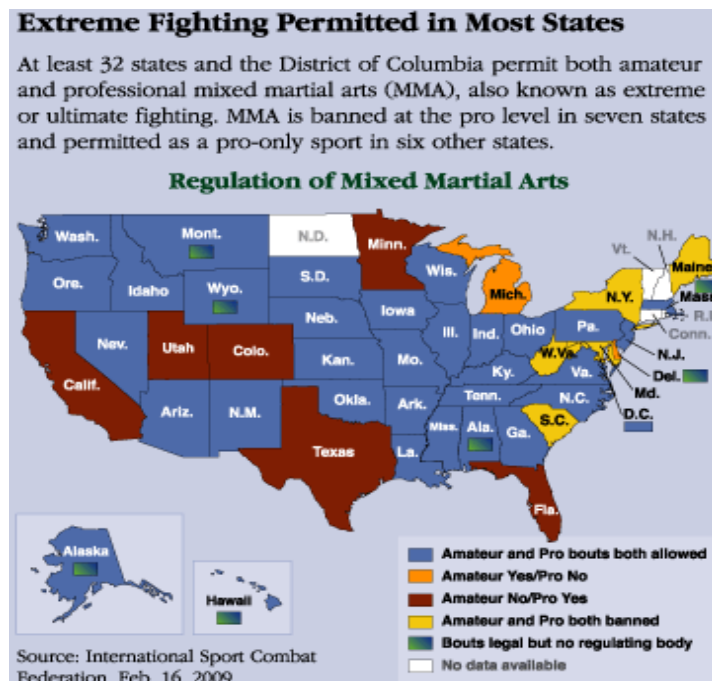 Extreme Fighting Permitted in Most States
At least 32 states and the District of Columbia permit both amateur
and professional mixed martial arts (MMA), also known as extreme
or ultimate fighting. MMA is banned at the pro level in seven states
and permitted as a pro-only sport in six other states.
Regulation of Mixed Martial Arts
Wash.
Mont.
N.D.
Minn.
Vt.
N.H.
Maine
Ore.
Idaho
Wyo.
S.D.
Wis.
Mich.
N.Y.
Mass
R.I
Conn.
Nev.
Utah
Colo.
Neb.
Iowa
Ill.
Ind.
Ohio
Pa.
N.J.
Calif.
Kan.
Mo.
Ky.
W.Va.
Va.
Del.
Md.
D.C.
Ariz.
N.M.
Okla.
Ark.
Tenn.
N.C.
S.C.
Texas
La.
Miss.
Ala.
Ga.
Fla.
Alaska
Hawaii
Amateur and Pro bouts both allowed
Amateur Yes/Pro No
Amateur No/Pro Yes
Amateur and Pro both banned
Bouts legal but no regulating body
No data available
Source: International Sport Combat
Federation, Feb. 16, 2009